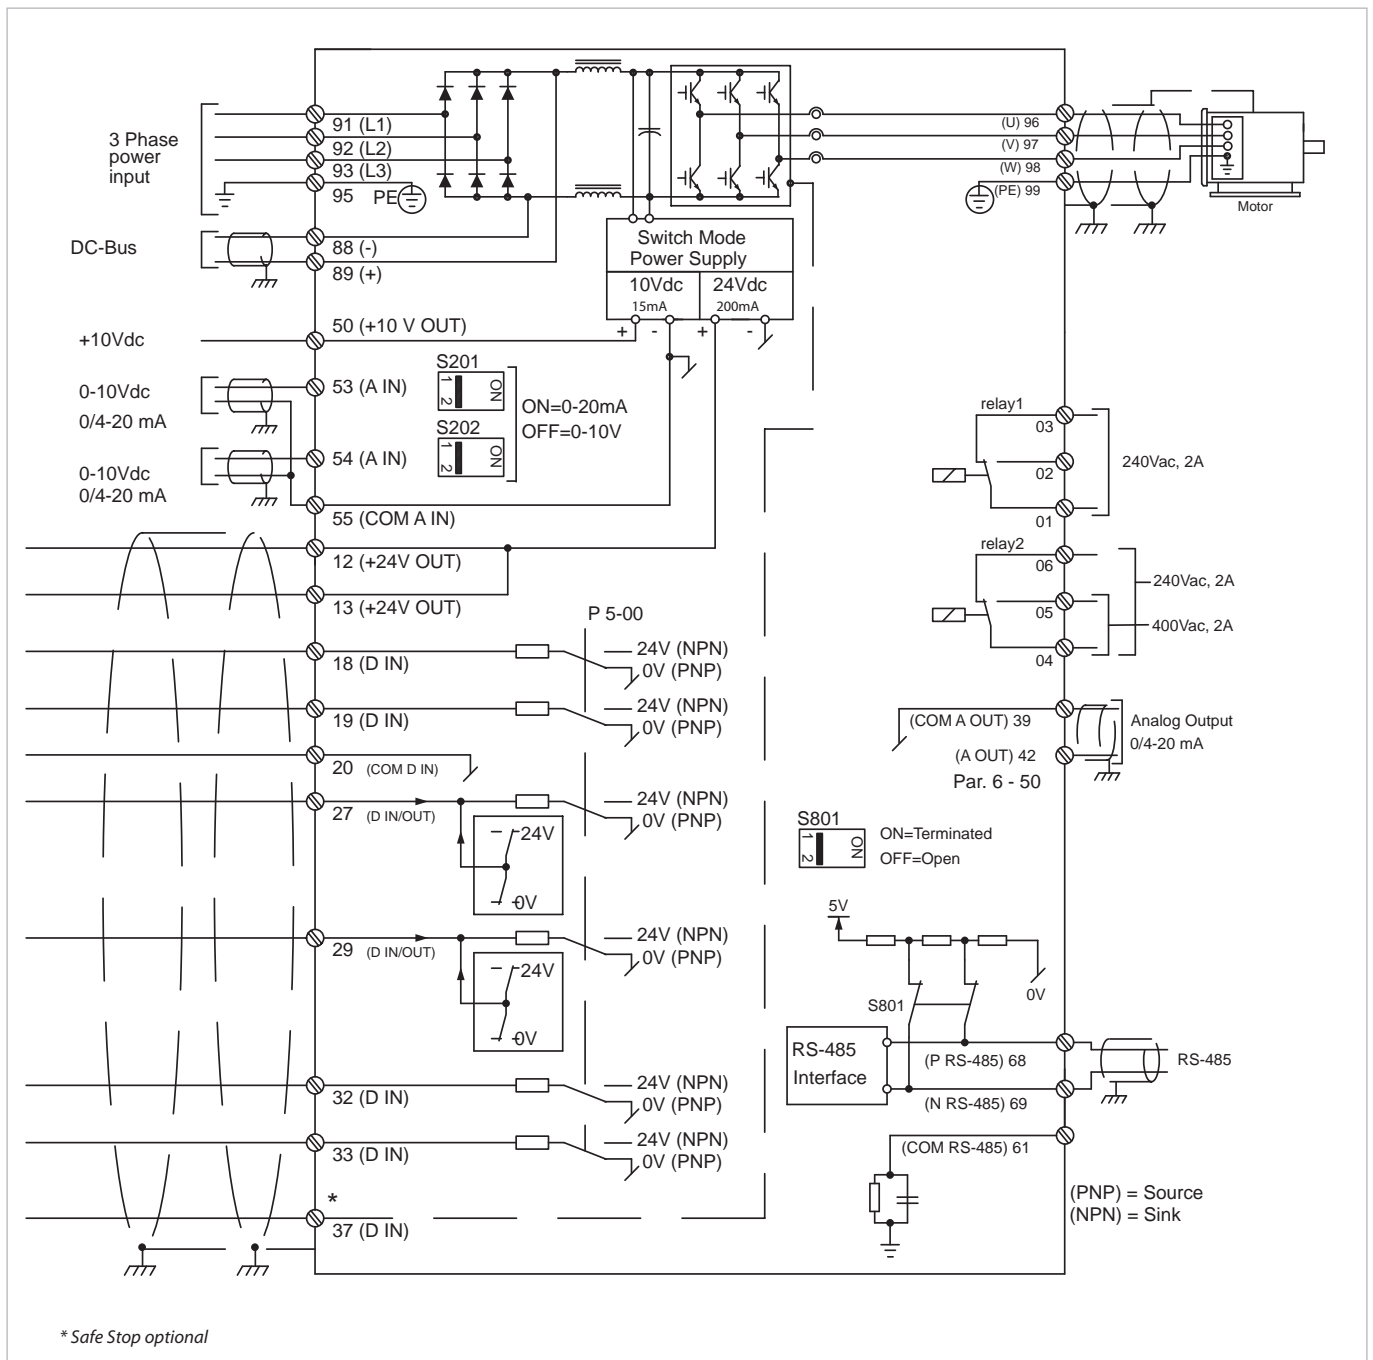 3 Phase
power
input
91 (L1)
92 (L2)
93 (L3)
95
PE
DC-Bus
88 (-)
89 (+)
Switch Mode
Power Supply
10Vdc
15mA
24Vdc
200mA
+
-
+
-
(U) 96
(V) 97
(W) 98
(PE) 99
Motor
+10Vdc
50 (+10 V OUT)
0-10Vdc
0/4-20 mA
53 (A IN)
S201
1
2
ON
ON=0-20mA
OFF=0-10V
S202
1
2
ON
0-10Vdc
0/4-20 mA
54 (A IN)
55 (COM A IN)
12 (+24V OUT)
13 (+24V OUT)
P 5-00
18 (D IN)
24V (NPN)
0V (PNP)
19 (D IN)
24V (NPN)
0V (PNP)
20 (COM D IN)
27 (D IN/OUT)
24V (NPN)
0V (PNP)
24V
0V
29 (D IN/OUT)
24V (NPN)
0V (PNP)
24V
0V
32 (D IN)
24V (NPN)
0V (PNP)
33 (D IN)
24V (NPN)
0V (PNP)
*
37 (D IN)
relay1
03
02
01
240Vac, 2A
relay2
06
05
04
240Vac, 2A
400Vac, 2A
(COM A OUT) 39
(A OUT) 42
Analog Output
0/4-20 mA
Par. 6 - 50
S801
1
2
ON
ON=Terminated
OFF=Open
5V
S801
0V
RS-485
Interface
(P RS-485) 68
(N RS-485) 69
RS-485
(COM RS-485) 61
(PNP) = Source
(NPN) = Sink
* Safe Stop optional